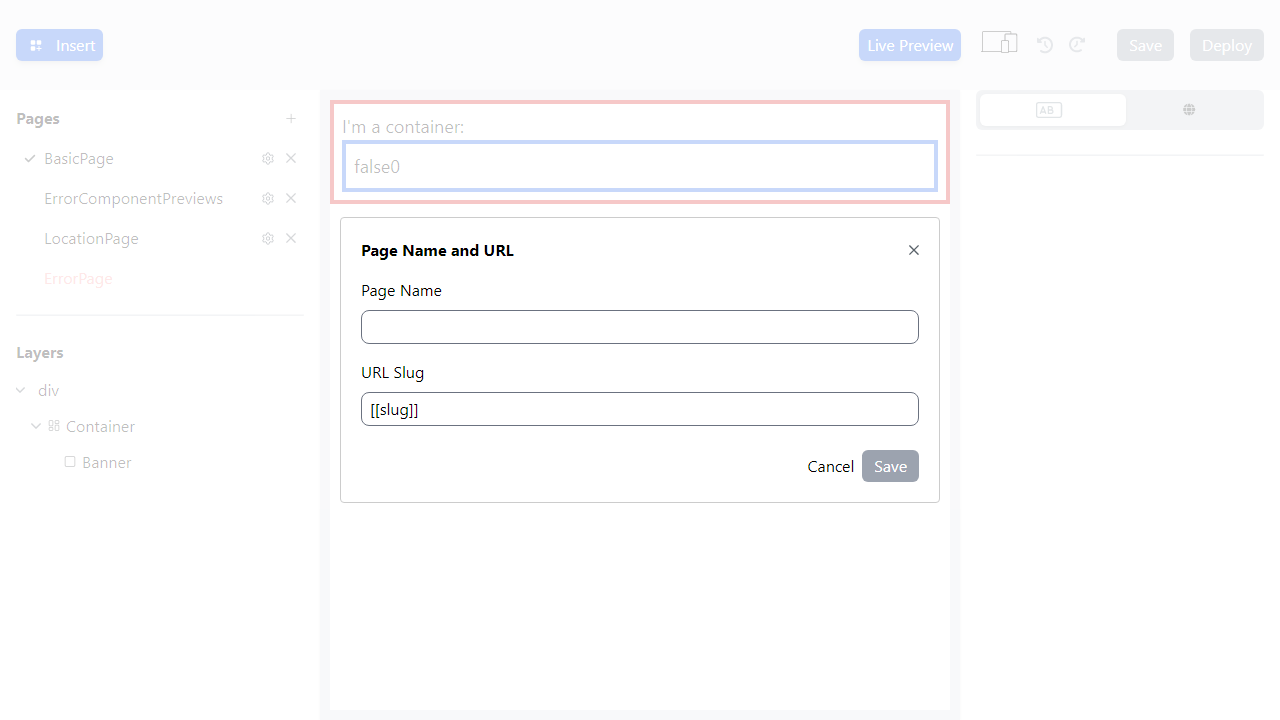 Insert
Live Preview
Save
Deploy
Pages
BasicPage
ErrorComponentPreviews
LocationPage
ErrorPage
Layers
div
Container
Banner
I'm a container:
false0
Page Name and URL
Page Name
URL Slug
[[slug]]
Cancel
Save
AB